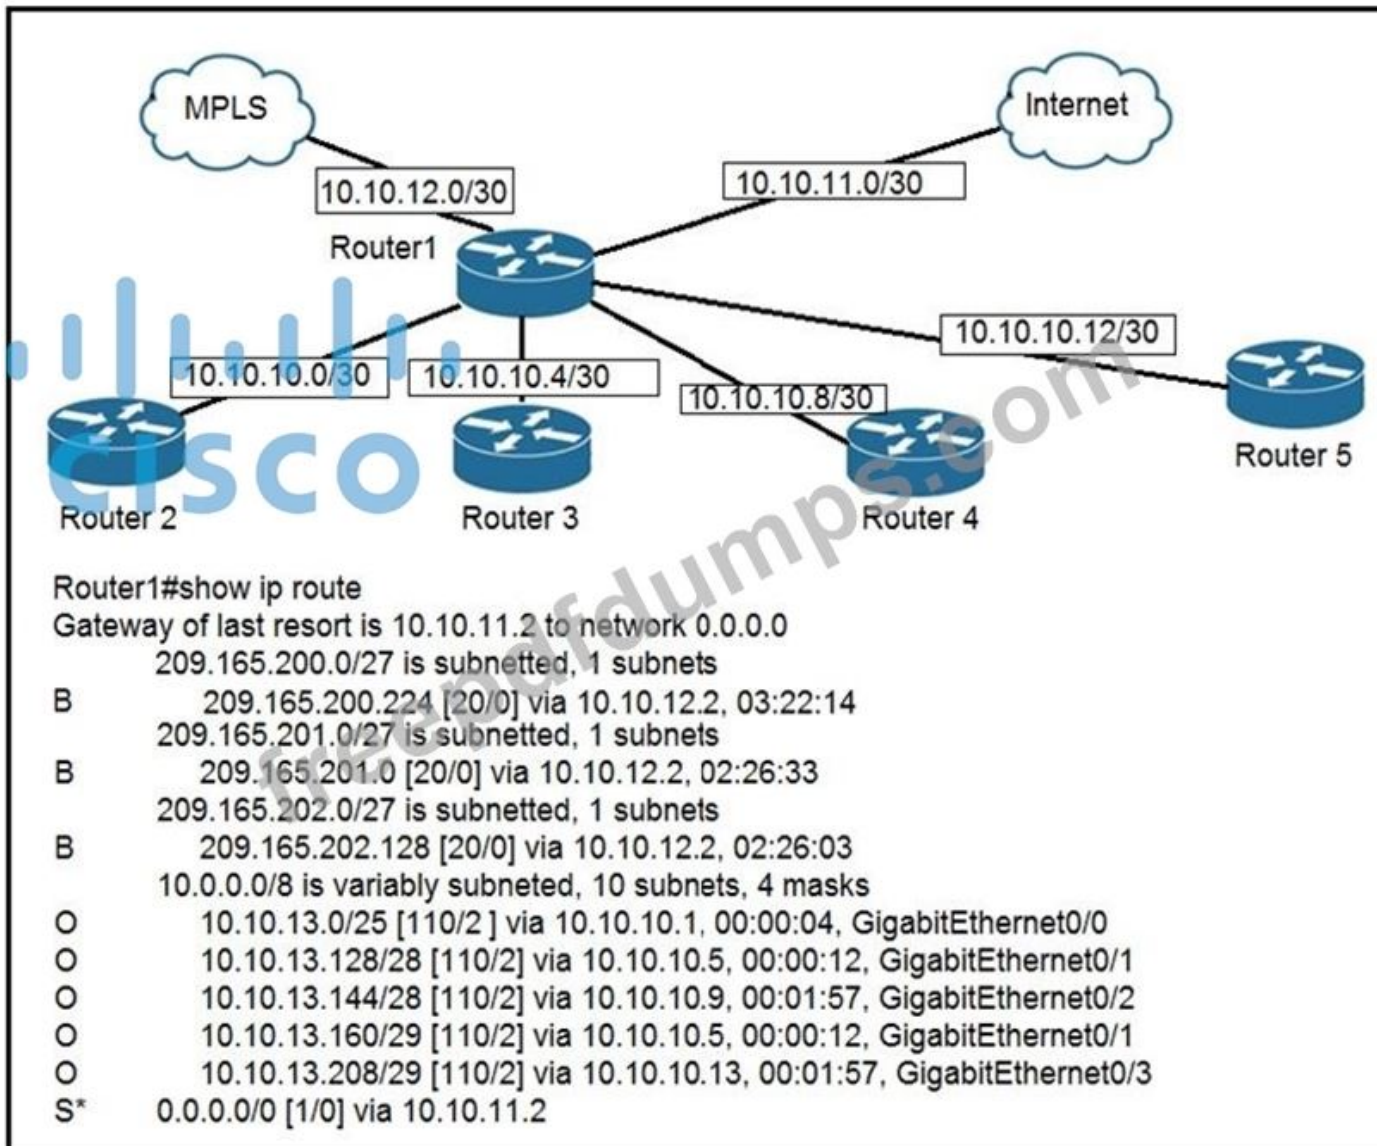 MPLS
Internet
10.10.12.0/30
10.10.11.0/30
Router1
10.10.10.12/30
10.10.10.0/30
10.10.10.4/30
10.10.10.8/30
Router 5
CISCO
Router 2
Router 3
Router 4
freepdfdumps.com
Router1#show ip route
Gateway of last resort is 10.10.11.2 to network 0.0.0.0
209.165.200.0/27 is subnetted, 1 subnets
B 209.165.200.224 [20/0] via 10.10.12.2, 03:22:14
209.165.201.0/27 is subnetted, 1 subnets
B 209.165.201.0 [20/0] via 10.10.12.2, 02:26:33
209.165.202.0/27 is subnetted, 1 subnets
B 209.165.202.128 [20/0] via 10.10.12.2, 02:26:03
10.0.0.0/8 is variably subneted, 10 subnets, 4 masks
O 10.10.13.0/25 [110/2 ] via 10.10.10.1, 00:00:04, GigabitEthernet0/0
O 10.10.13.128/28 [110/2] via 10.10.10.5, 00:00:12, GigabitEthernet0/1
O 10.10.13.144/28 [110/2] via 10.10.10.9, 00:01:57, GigabitEthernet0/2
O 10.10.13.160/29 [110/2] via 10.10.10.5, 00:00:12, GigabitEthernet0/1
O 10.10.13.208/29 [110/2] via 10.10.10.13, 00:01:57, GigabitEthernet0/3
S* 0.0.0.0/0 [1/0] via 10.10.11.2